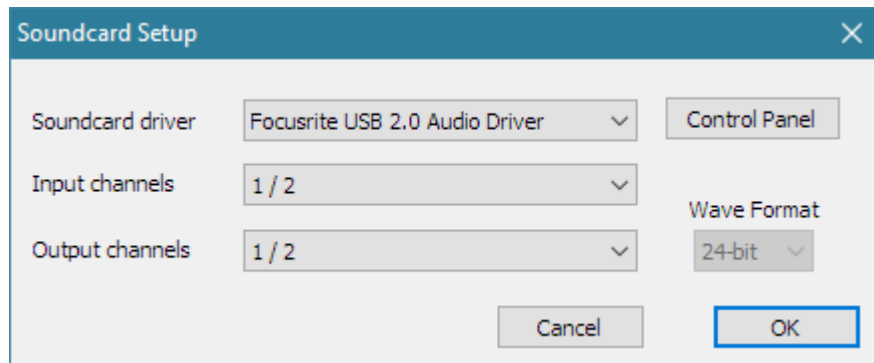 Soundcard Setup
Soundcard driver
Focusrite USB 2.0 Audio Driver
Control Panel
Input channels
1 / 2
Wave Format
Output channels
1 / 2
24-bit
Cancel
OK